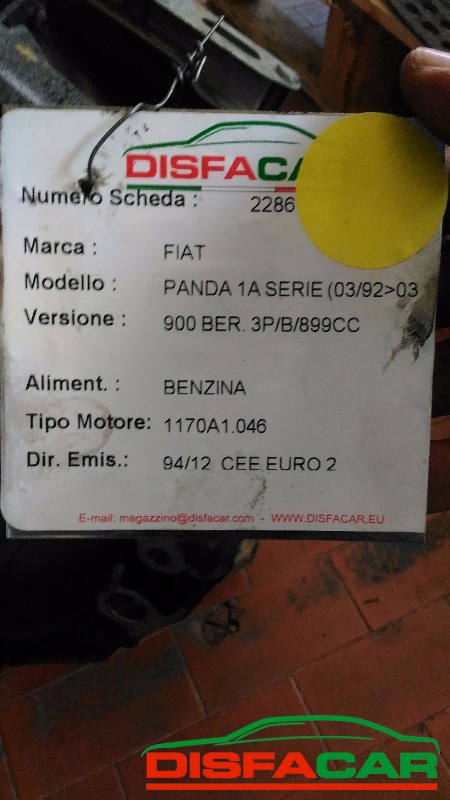 DISFACAR
Numero Scheda : 2286
Marca : FIAT
Modello : PANDA 1A SERIE (03/92>03
Versione : 900 BER. 3P/B/899CC
Aliment. : BENZINA
Tipo Motore: 1170A1.046
Dir. Emis.: 94/12 CEE EURO 2
E-mail: magazzino@disfacar.com - WWW.DISFACAR.EU
DISFACAR